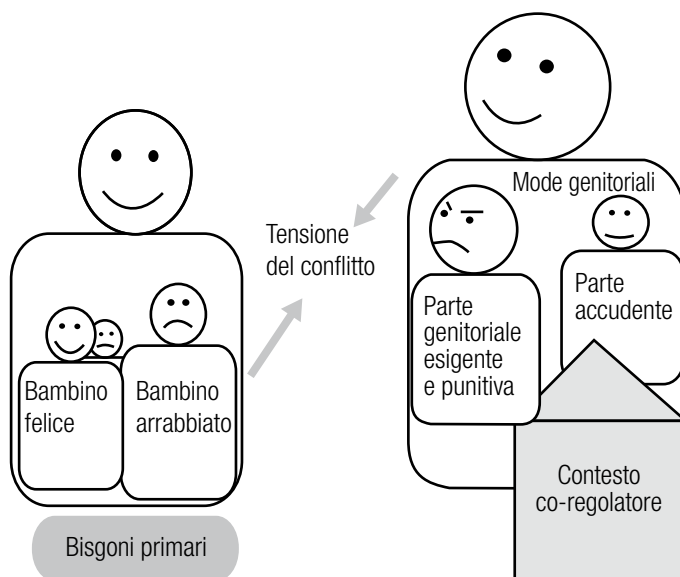 Mode genitoriali
Tensione
del conflitto
Parte
genitoriale
esigente
e punitiva
Parte
accudente
Bambino
felice
Bambino
arrabbiato
Contesto
co-regolatore
Bisgoni primari